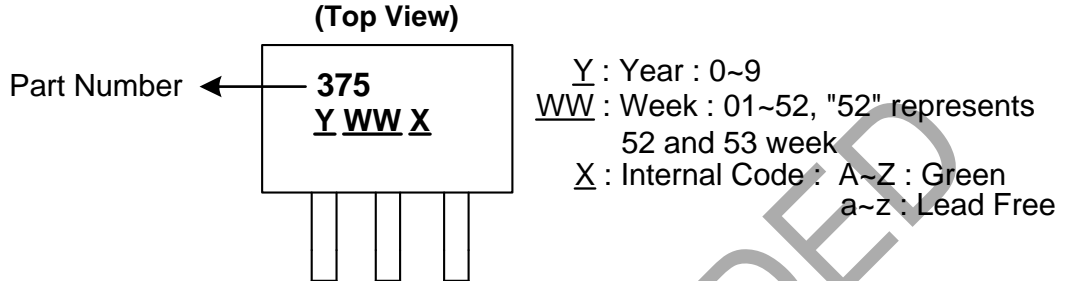 (Top View)
Part Number
375
Y WW X
Y : Year : 0~9
WW : Week : 01~52, "52" represents
52 and 53 week
X : Internal Code : A~Z : Green
a~z : Lead Free
DED